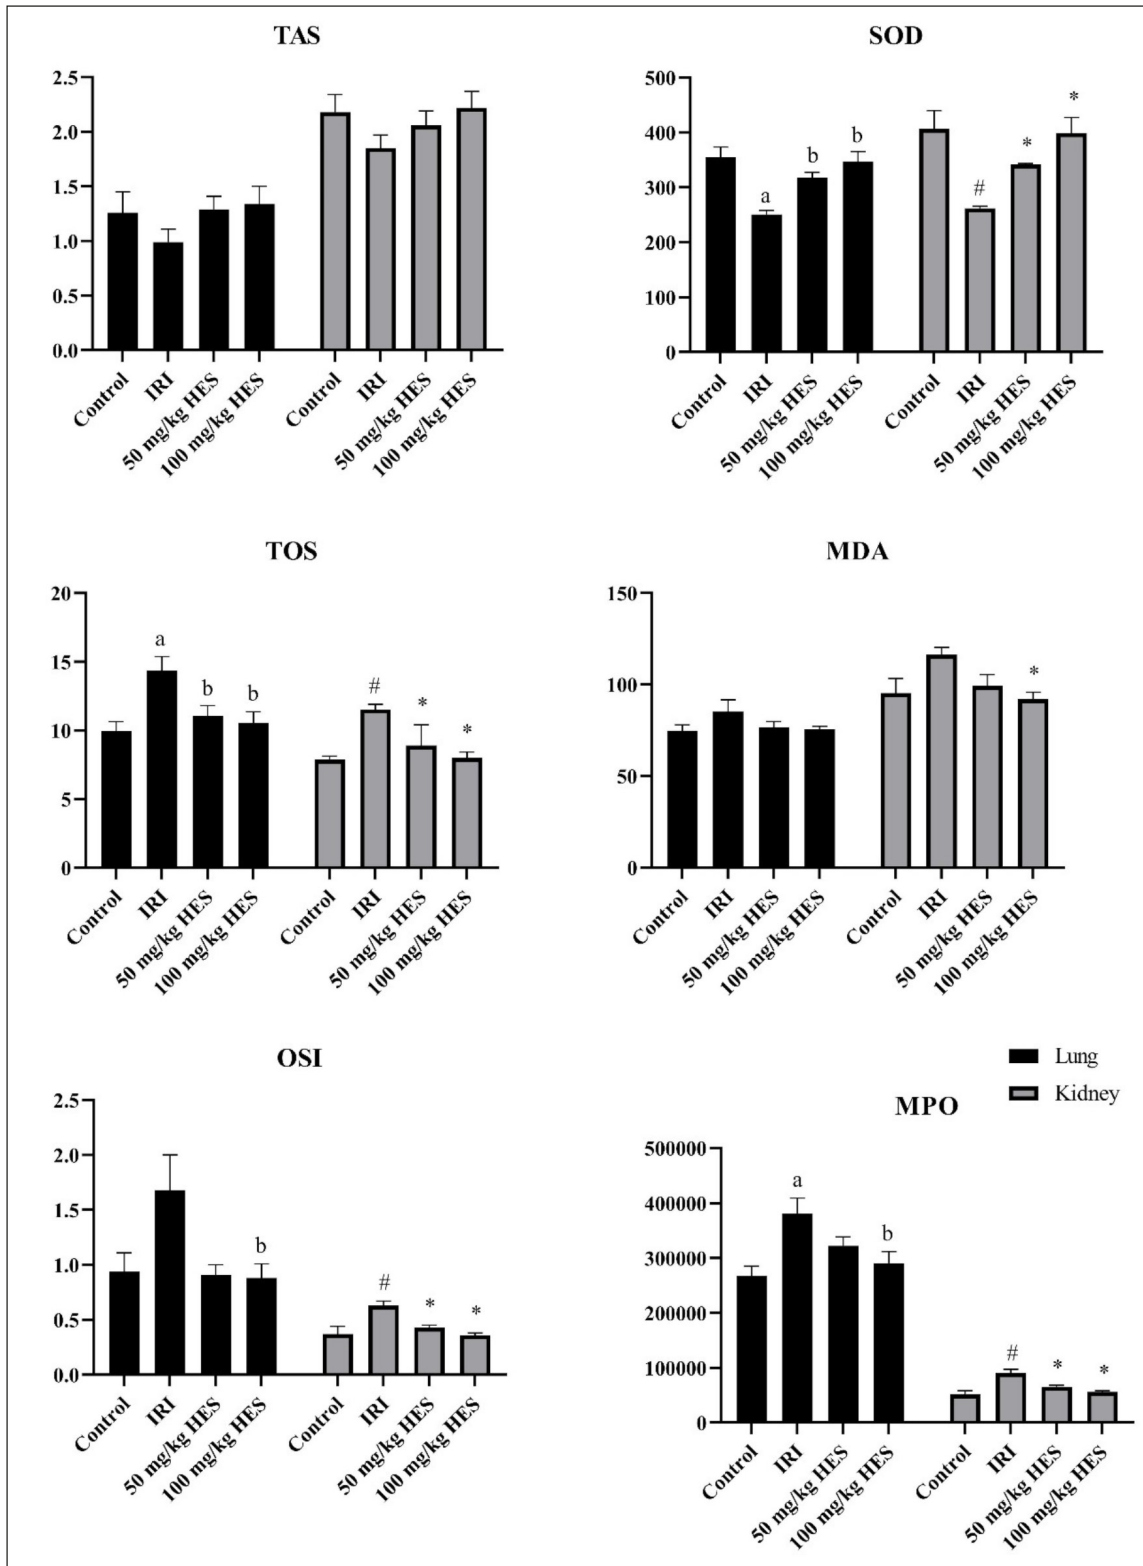 TAS
2.5
2.0
1.5
1.0
0.5
0.0
Control
IRI
50 mg/kg HES
100 mg/kg HES
Control
IRI
50 mg/kg HES
100 mg/kg HES
SOD
500
400
300
200
100
0
a
b
b
#
*
*
Control
IRI
50 mg/kg HES
100 mg/kg HES
Control
IRI
50 mg/kg HES
100 mg/kg HES
TOS
20
15
10
5
0
a
b
b
#
*
*
Control
IRI
50 mg/kg HES
100 mg/kg HES
Control
IRI
50 mg/kg HES
100 mg/kg HES
MDA
150
100
50
0
*
Control
IRI
50 mg/kg HES
100 mg/kg HES
Control
IRI
50 mg/kg HES
100 mg/kg HES
OSI
2.5
2.0
1.5
1.0
0.5
0.0
b
#
*
*
Control
IRI
50 mg/kg HES
100 mg/kg HES
Control
IRI
50 mg/kg HES
100 mg/kg HES
Lung
Kidney
MPO
500000
400000
300000
200000
100000
0
a
b
#
*
*
Control
IRI
50 mg/kg HES
100 mg/kg HES
Control
IRI
50 mg/kg HES
100 mg/kg HES